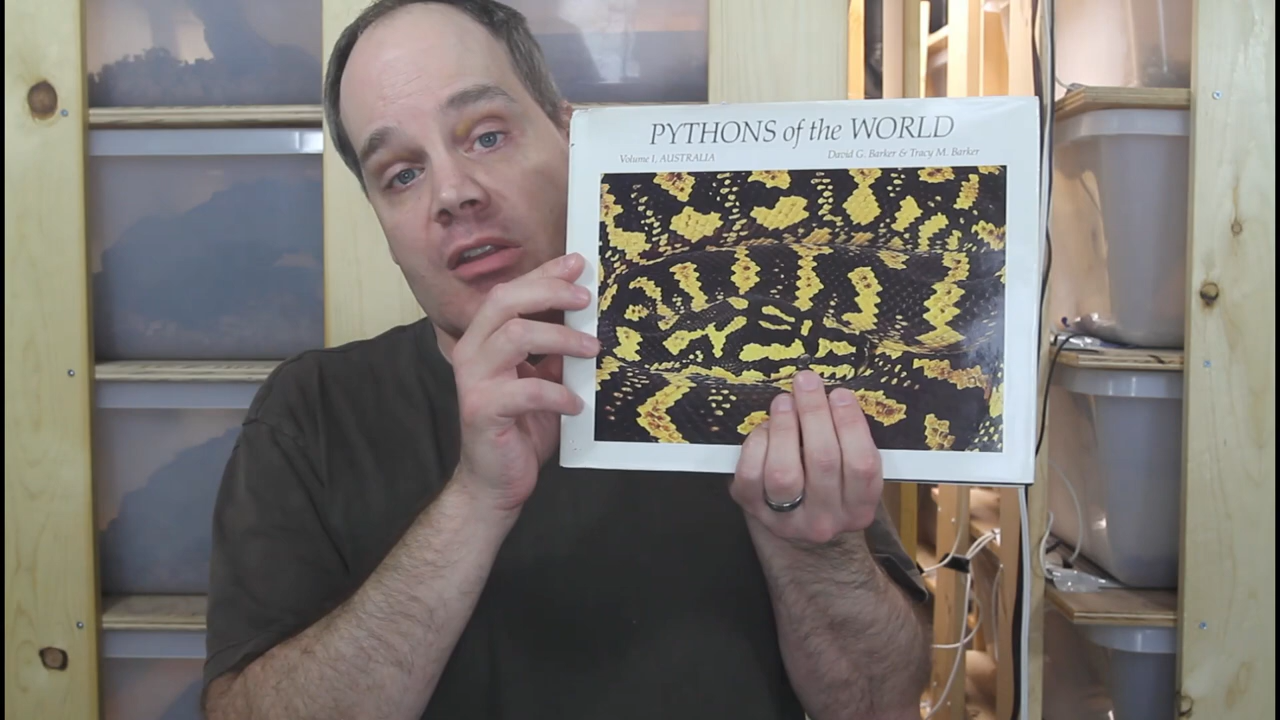 PYTHONS of the WORLD
Volume I, AUSTRALIA David G. Barker & Tracy M. Barker